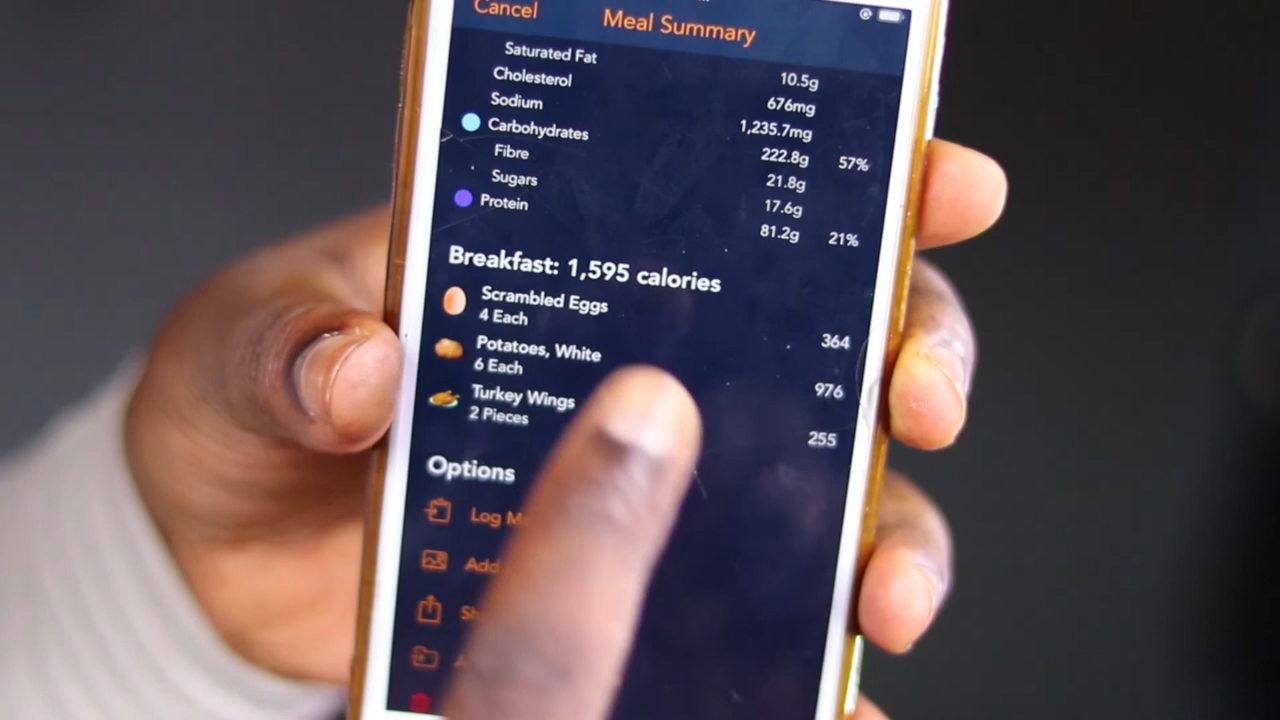 Cancel Meal Summary
Saturated Fat 10.5g
Cholesterol 676mg
Sodium 1,235.7mg
Carbohydrates 222.8g 57%
Fibre 21.8g
Sugars 17.6g
Protein 81.2g 21%
Breakfast: 1,595 calories
Scrambled Eggs
4 Each 364
Potatoes, White
6 Each 976
Turkey Wings
2 Pieces 255
Options
Log
Add